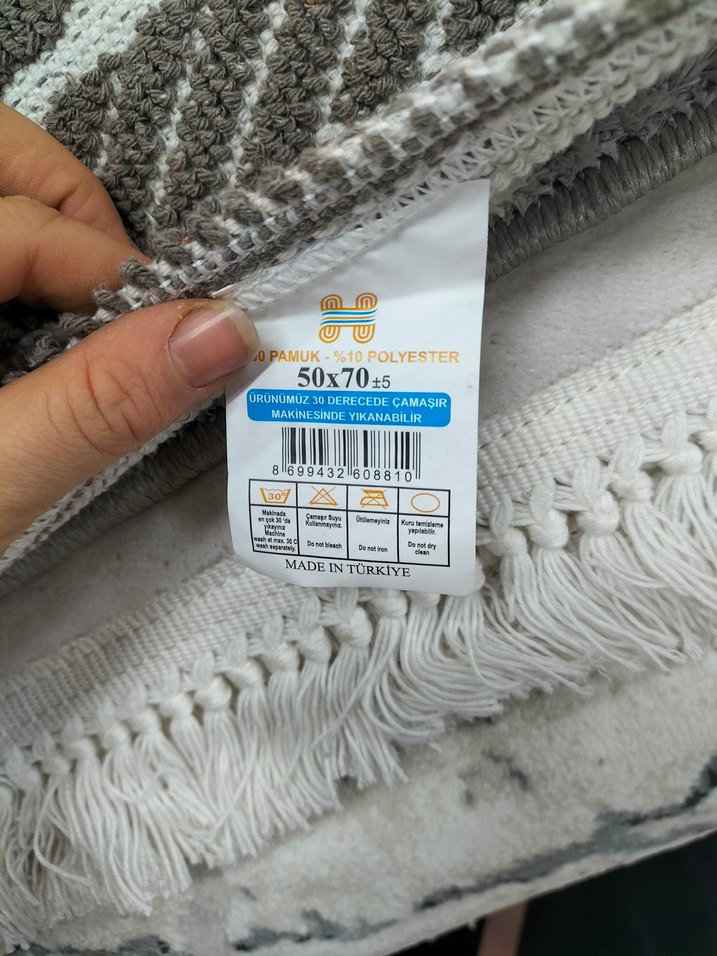 PAMUK - %10 POLYESTER
50x70 ±5
ÜRÜNÜMÜZ 30 DERECEDE ÇAMAŞIR
MAKİNESİNDE YIKANABİLİR
8 699432 608810
30°
Makinada
en çok 30 'da
yıkayınız
Machine
wash at max. 30 C
wash separately.
Çamaşır Suyu
Kullanmayınız.
Do not bleach
Ütülemeyiniz
Do not iron
Kuru temizleme
yapılabilir.
Do not dry
clean
MADE IN TÜRKİYE